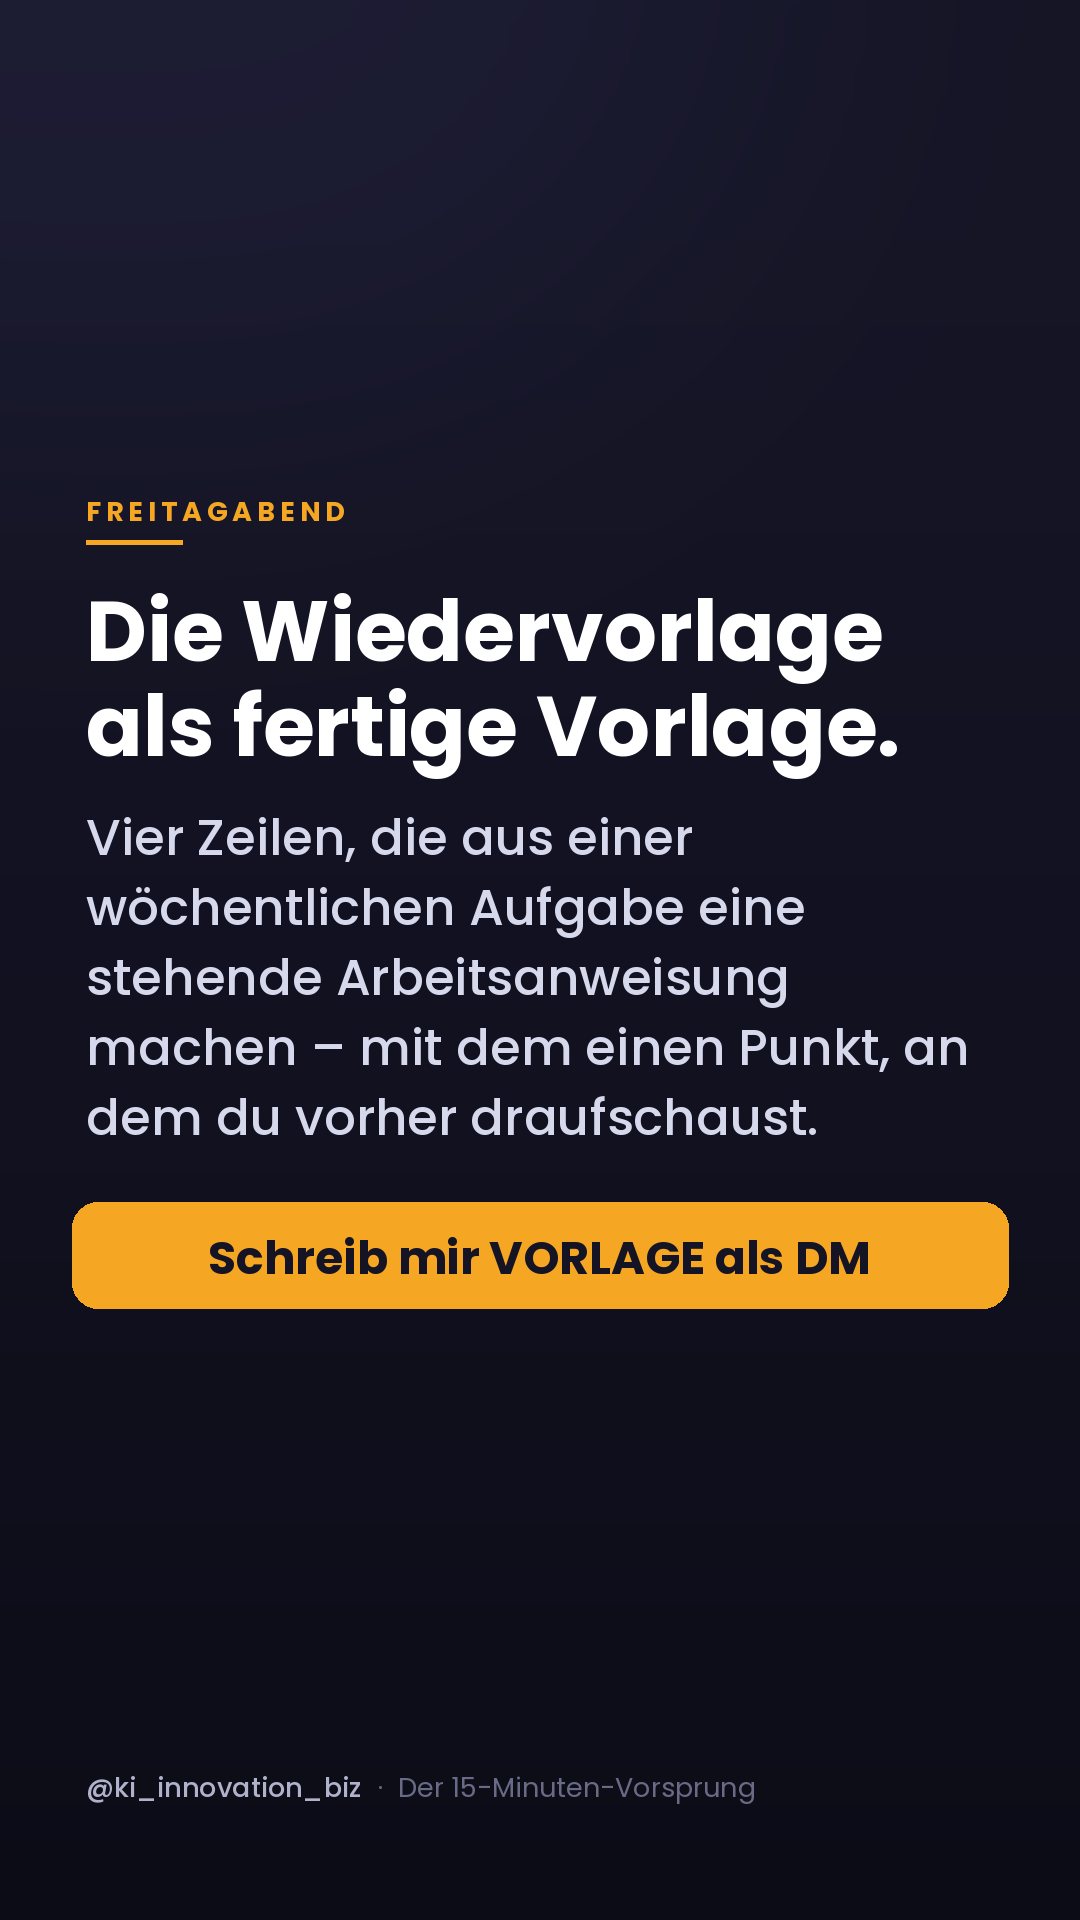 FREITAGABEND
Die Wiedervorlage
als fertige Vorlage.
Vier Zeilen, die aus einer
wöchentlichen Aufgabe eine
stehende Arbeitsanweisung
machen – mit dem einen Punkt, an
dem du vorher draufschaust.
Schreib mir VORLAGE als DM
@ki_innovation_biz · Der 15-Minuten-Vorsprung